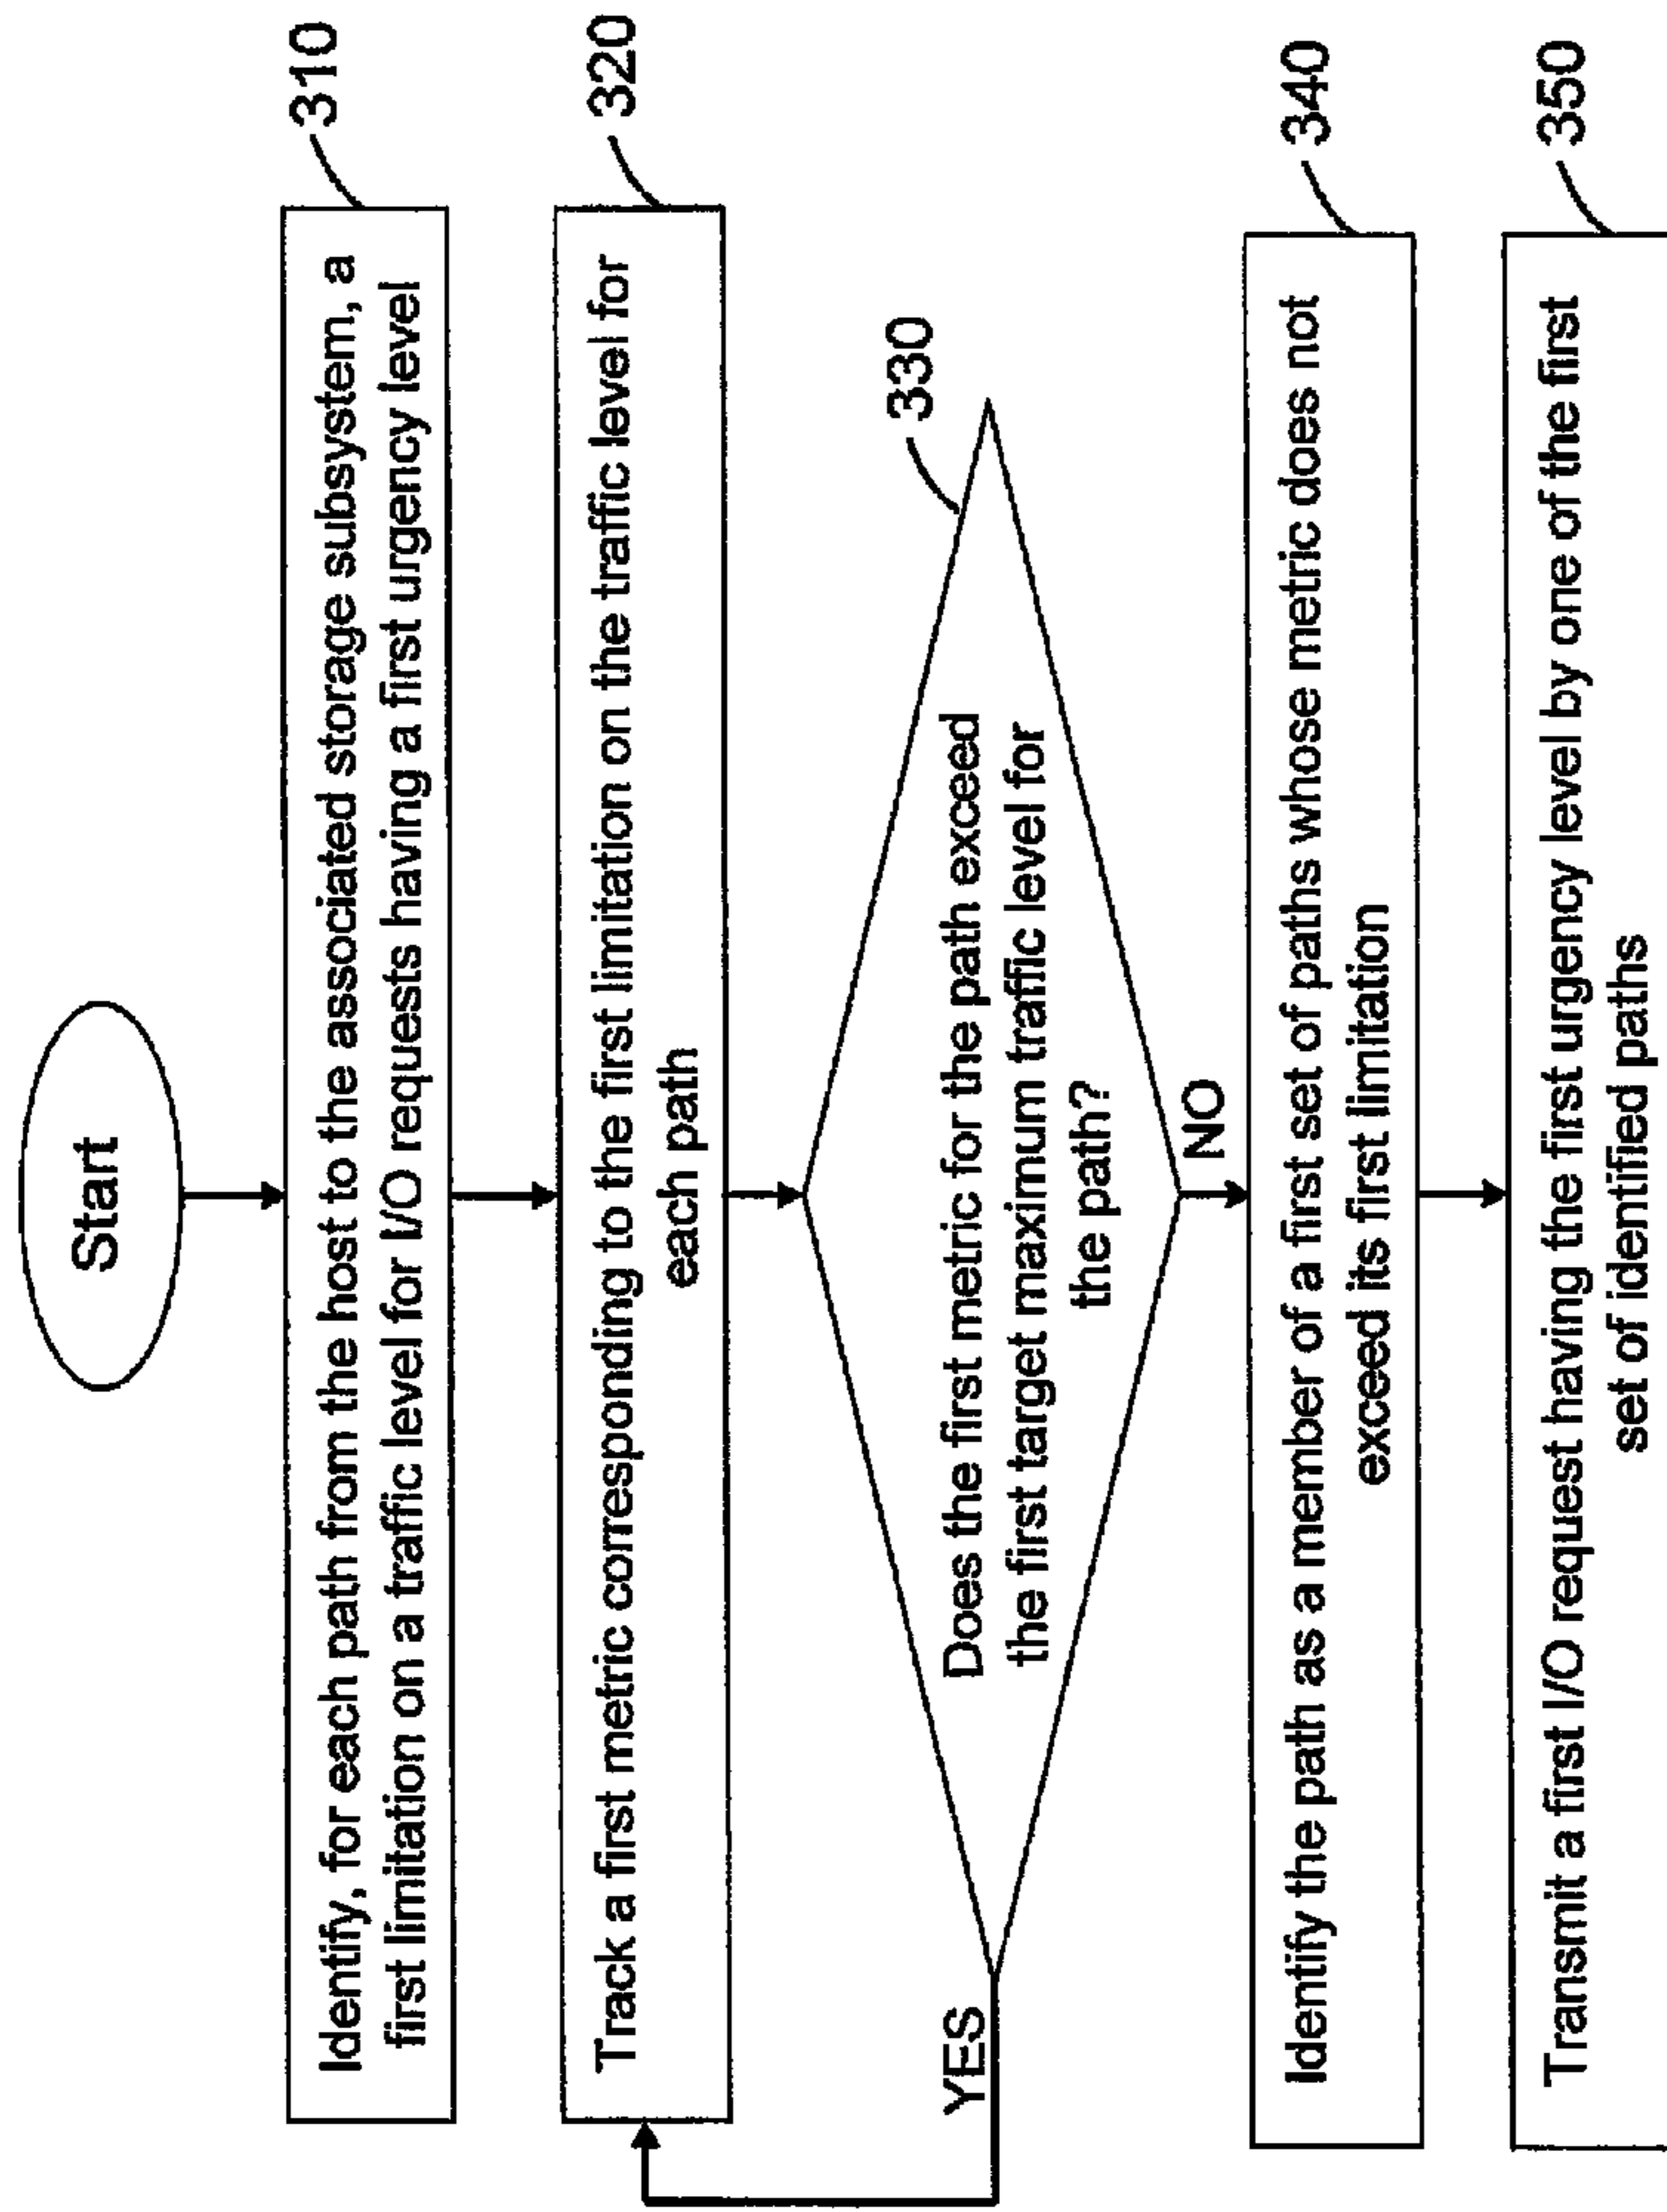 Start
310
Identify, for each path from the host to the associated storage subsystem, a
first limitation on a traffic level for I/O requests having a first urgency level
320
Track a first metric corresponding to the first limitation on the traffic level for
each path
330
Does the first metric for the path exceed
the first target maximum traffic level for
the path?
YES
NO
340
Identify the path as a member of a first set of paths whose metric does not
exceed its first limitation
350
Transmit a first I/O request having the first urgency level by one of the first
set of identified paths